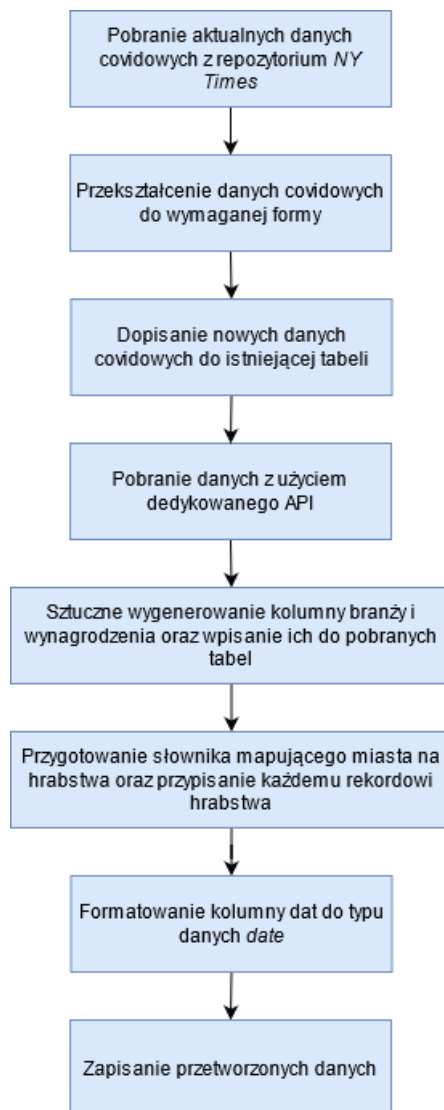 Pobranie aktualnych danych
covidowych z repozytorium NY
Times
Przekształcenie danych covidowych
do wymaganej formy
Dopisanie nowych danych
covidowych do istniejącej tabeli
Pobranie danych z użyciem
dedykowanego API
Sztuczne wygenerowanie kolumny branży i
wynagrodzenia oraz wpisanie ich do pobranych
tabel
Przygotowanie słownika mapującego miasta na
hrabstwa oraz przypisanie każdemu rekordowi
hrabstwa
Formatowanie kolumny dat do typu
danych date
Zapisanie przetworzonych danych